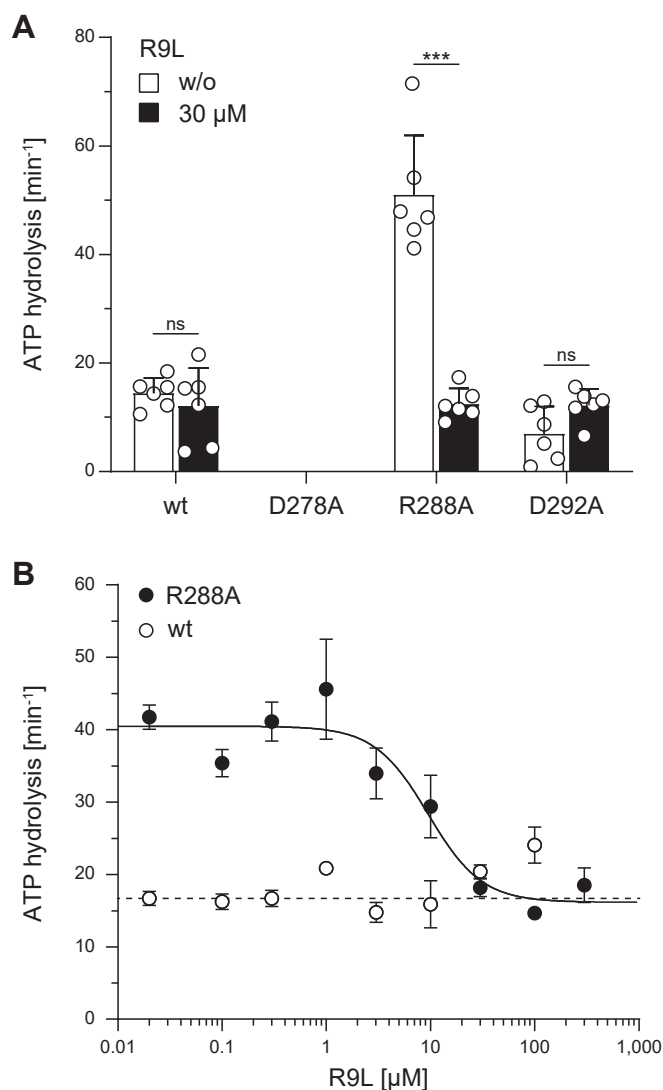 A
R9L
w/o
30 µM
ATP hydrolysis [min-1]
80
60
40
20
0
ns
***
ns
wt D278A R288A D292A
B
R288A
wt
ATP hydrolysis [min-1]
60
50
40
30
20
10
0
0.01 0.1 1 10 100 1,000
R9L [µM]